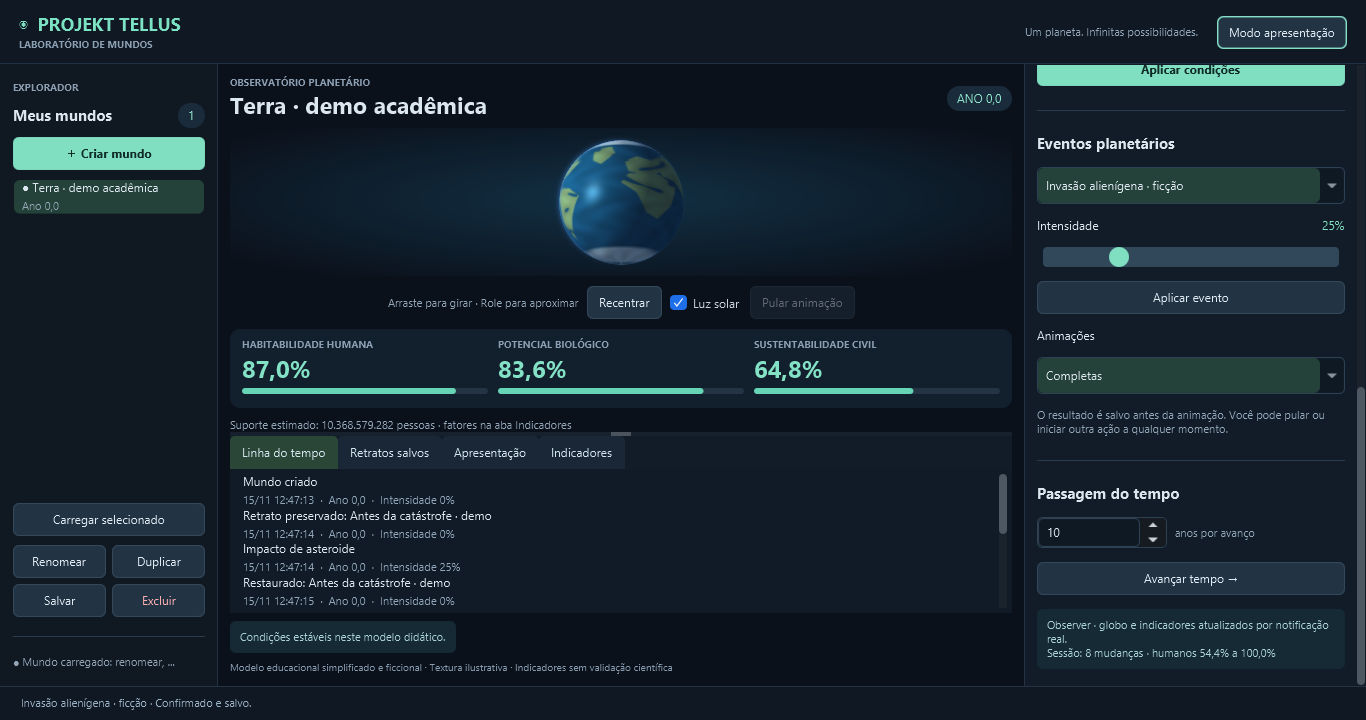 PROJEKT TELLUS
LABORATÓRIO DE MUNDOS
Um planeta. Infinitas possibilidades.
Modo apresentação
EXPLORADOR
Meus mundos
1
+ Criar mundo
● Terra · demo acadêmica
Ano 0,0
Carregar selecionado
Renomear
Duplicar
Salvar
Excluir
● Mundo carregado: renomear, ...
OBSERVATÓRIO PLANETÁRIO
Terra · demo acadêmica
ANO 0,0
Arraste para girar · Role para aproximar
Recentrar
Luz solar
Pular animação
HABITABILIDADE HUMANA
87,0%
POTENCIAL BIOLÓGICO
83,6%
SUSTENTABILIDADE CIVIL
64,8%
Suporte estimado: 10.368.579.282 pessoas · fatores na aba Indicadores
Linha do tempo
Retratos salvos
Apresentação
Indicadores
Mundo criado
15/11 12:47:13 · Ano 0,0 · Intensidade 0%
Retrato preservado: Antes da catástrofe · demo
15/11 12:47:14 · Ano 0,0 · Intensidade 0%
Impacto de asteroide
15/11 12:47:14 · Ano 0,0 · Intensidade 25%
Restaurado: Antes da catástrofe · demo
15/11 12:47:15 · Ano 0,0 · Intensidade 0%
Condições estáveis neste modelo didático.
Modelo educacional simplificado e ficcional · Textura ilustrativa · Indicadores sem validação científica
Aplicar condições
Eventos planetários
Invasão alienígena · ficção
Intensidade
25%
Aplicar evento
Animações
Completas
O resultado é salvo antes da animação. Você pode pular ou
iniciar outra ação a qualquer momento.
Passagem do tempo
10
anos por avanço
Avançar tempo →
Observer · globo e indicadores atualizados por notificação
real.
Sessão: 8 mudanças · humanos 54,4% a 100,0%
Invasão alienígena · ficção · Confirmado e salvo.